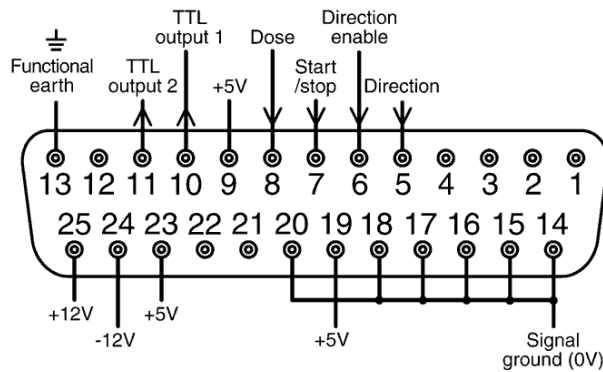 TTL
output 1
Direction
enable
Dose
Functional
earth
TTL
output 2
+5V
Start
/stop
Direction
13 12 11 10 9 8 7 6 5 4 3 2 1
25 24 23 22 21 20 19 18 17 16 15 14
+12V
-12V
+5V
+5V
Signal
ground (0V)